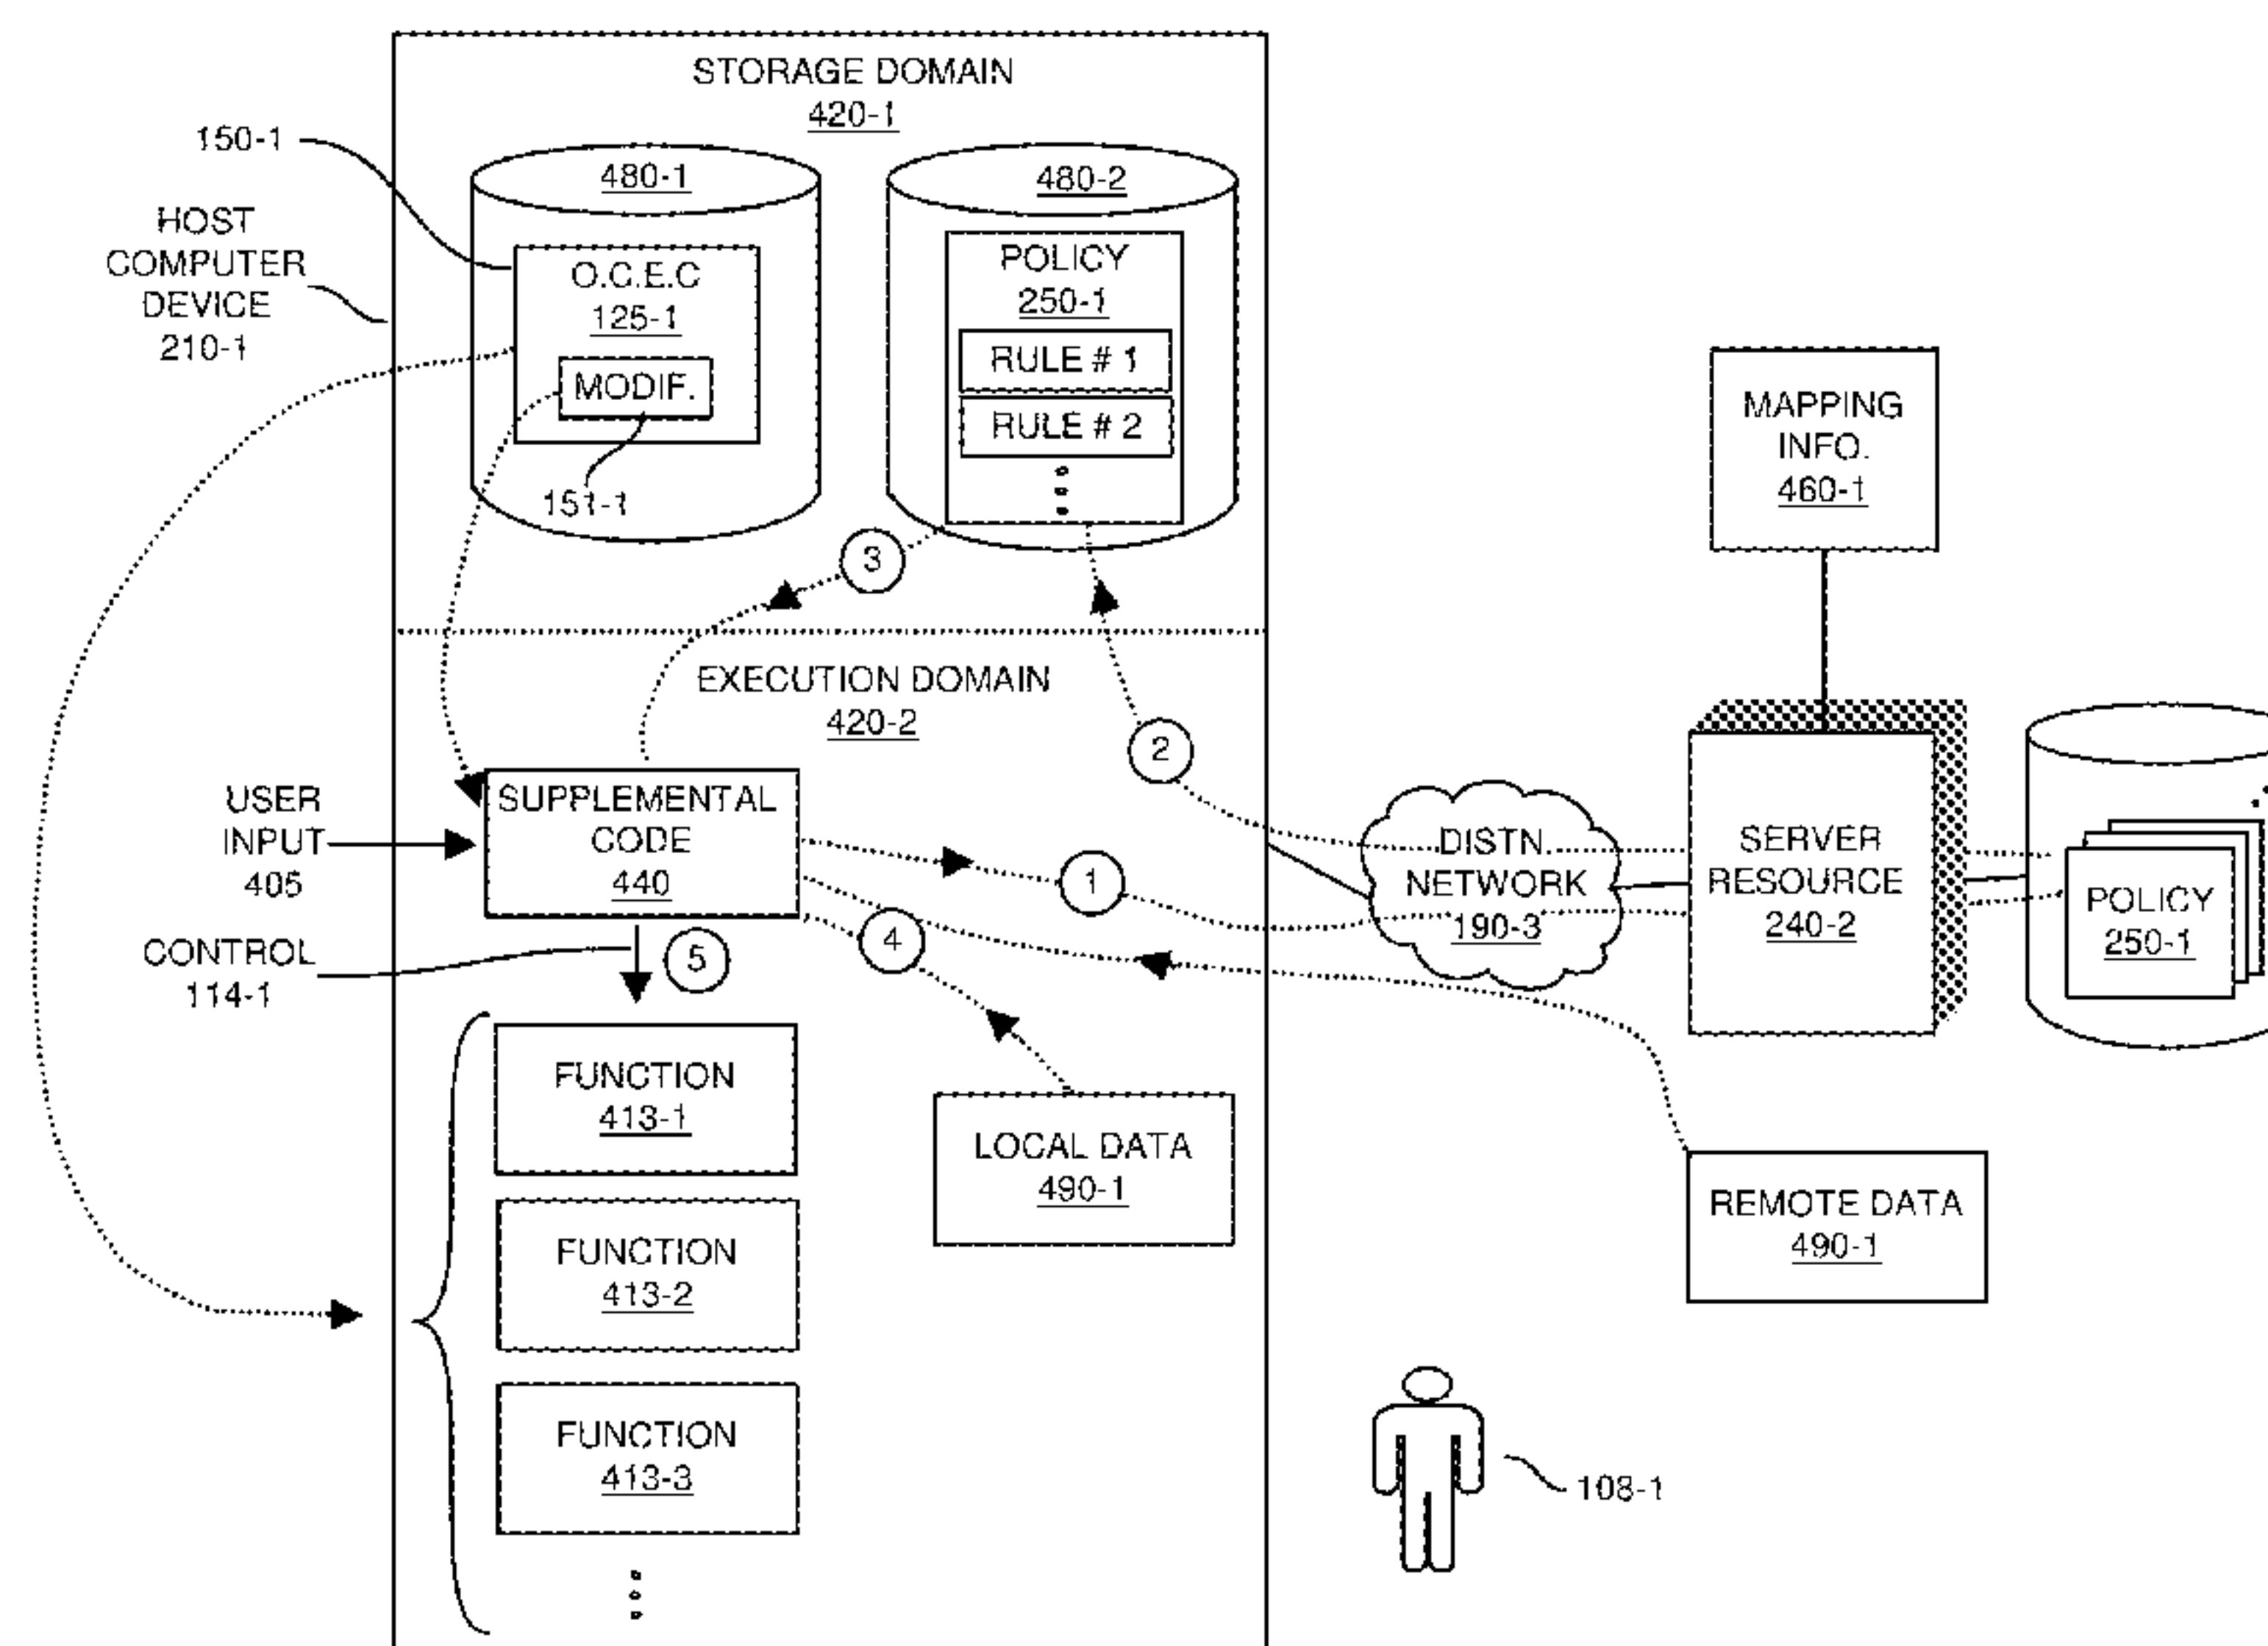 STORAGE DOMAIN
420-1
150-1
480-1
480-2
HOST
COMPUTER
DEVICE
210-1
O.C.E.C
125-1
MODIF.
151-1
POLICY
250-1
RULE # 1
RULE # 2
MAPPING
INFO.
460-1
3
EXECUTION DOMAIN
420-2
2
USER
INPUT
405
SUPPLEMENTAL
CODE
440
1
DISTN.
NETWORK
190-3
SERVER
RESOURCE
240-2
POLICY
250-1
CONTROL
114-1
5
4
FUNCTION
413-1
LOCAL DATA
490-1
REMOTE DATA
490-1
FUNCTION
413-2
FUNCTION
413-3
108-1